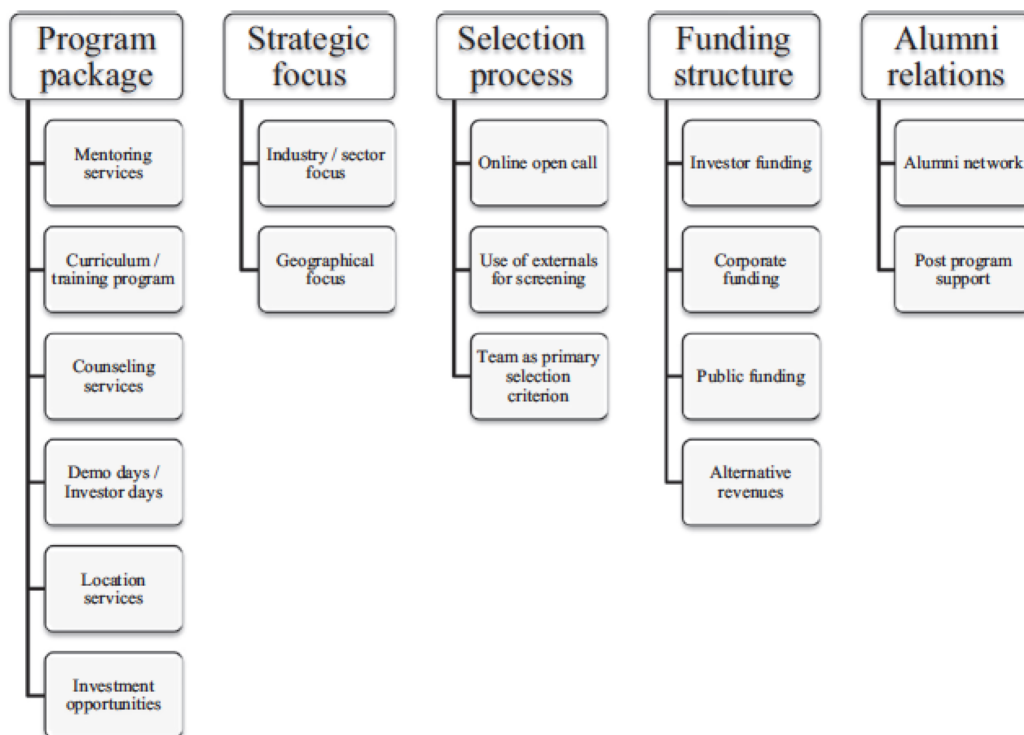 Program
package
Mentoring
services
Curriculum /
training program
Counseling
services
Demo days /
Investor days
Location
services
Investment
opportunities
Strategic
focus
Industry / sector
focus
Geographical
focus
Selection
process
Online open call
Use of externals
for screening
Team as primary
selection
criterion
Funding
structure
Investor funding
Corporate
funding
Public funding
Alternative
revenues
Alumni
relations
Alumni network
Post program
support